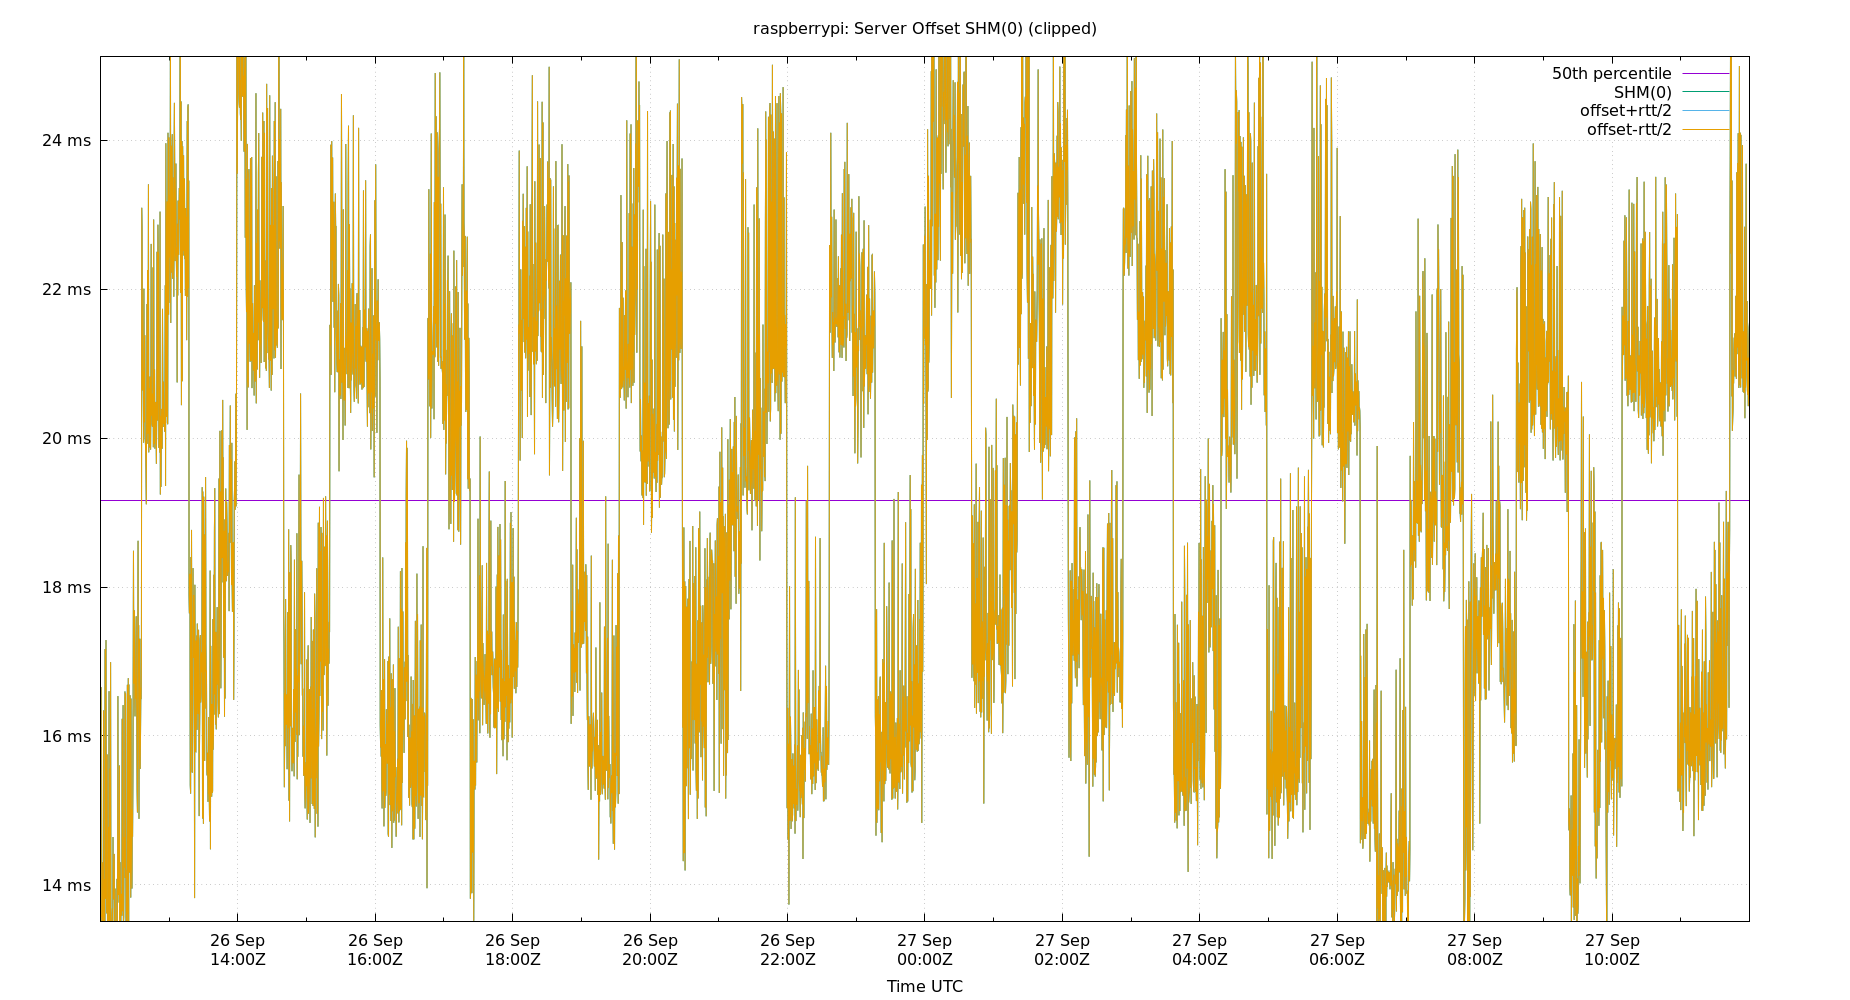 raspberrypi: Server Offset SHM(0) (clipped)
50th percentile
SHM(0)
offset+rtt/2
offset-rtt/2
24 ms
22 ms
20 ms
18 ms
16 ms
14 ms
26 Sep 26 Sep 26 Sep 26 Sep 26 Sep 27 Sep 27 Sep 27 Sep 27 Sep 27 Sep 27 Sep
14:00Z 16:00Z 18:00Z 20:00Z 22:00Z 00:00Z 02:00Z 04:00Z 06:00Z 08:00Z 10:00Z
Time UTC